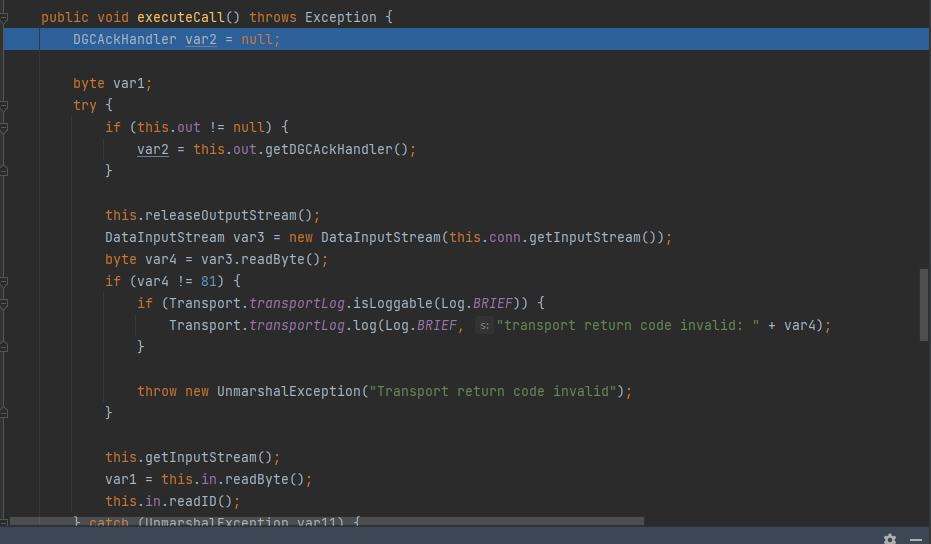 public void executeCall() throws Exception {
DGCAckHandler var2 = null;
byte var1;
try {
if (this.out != null) {
var2 = this.out.getDGCAckHandler();
}
this.releaseOutputStream();
DataInputStream var3 = new DataInputStream(this.conn.getInputStream());
byte var4 = var3.readByte();
if (var4 != 81) {
if (Transport.transportLog.isLoggable(Log.BRIEF)) {
Transport.transportLog.log(Log.BRIEF, s: "transport return code invalid: " + var4);
}
throw new UnmarshalException("Transport return code invalid");
}
this.getInputStream();
var1 = this.in.readByte();
this.in.readID();
} catch (UnmarshalException var11) {